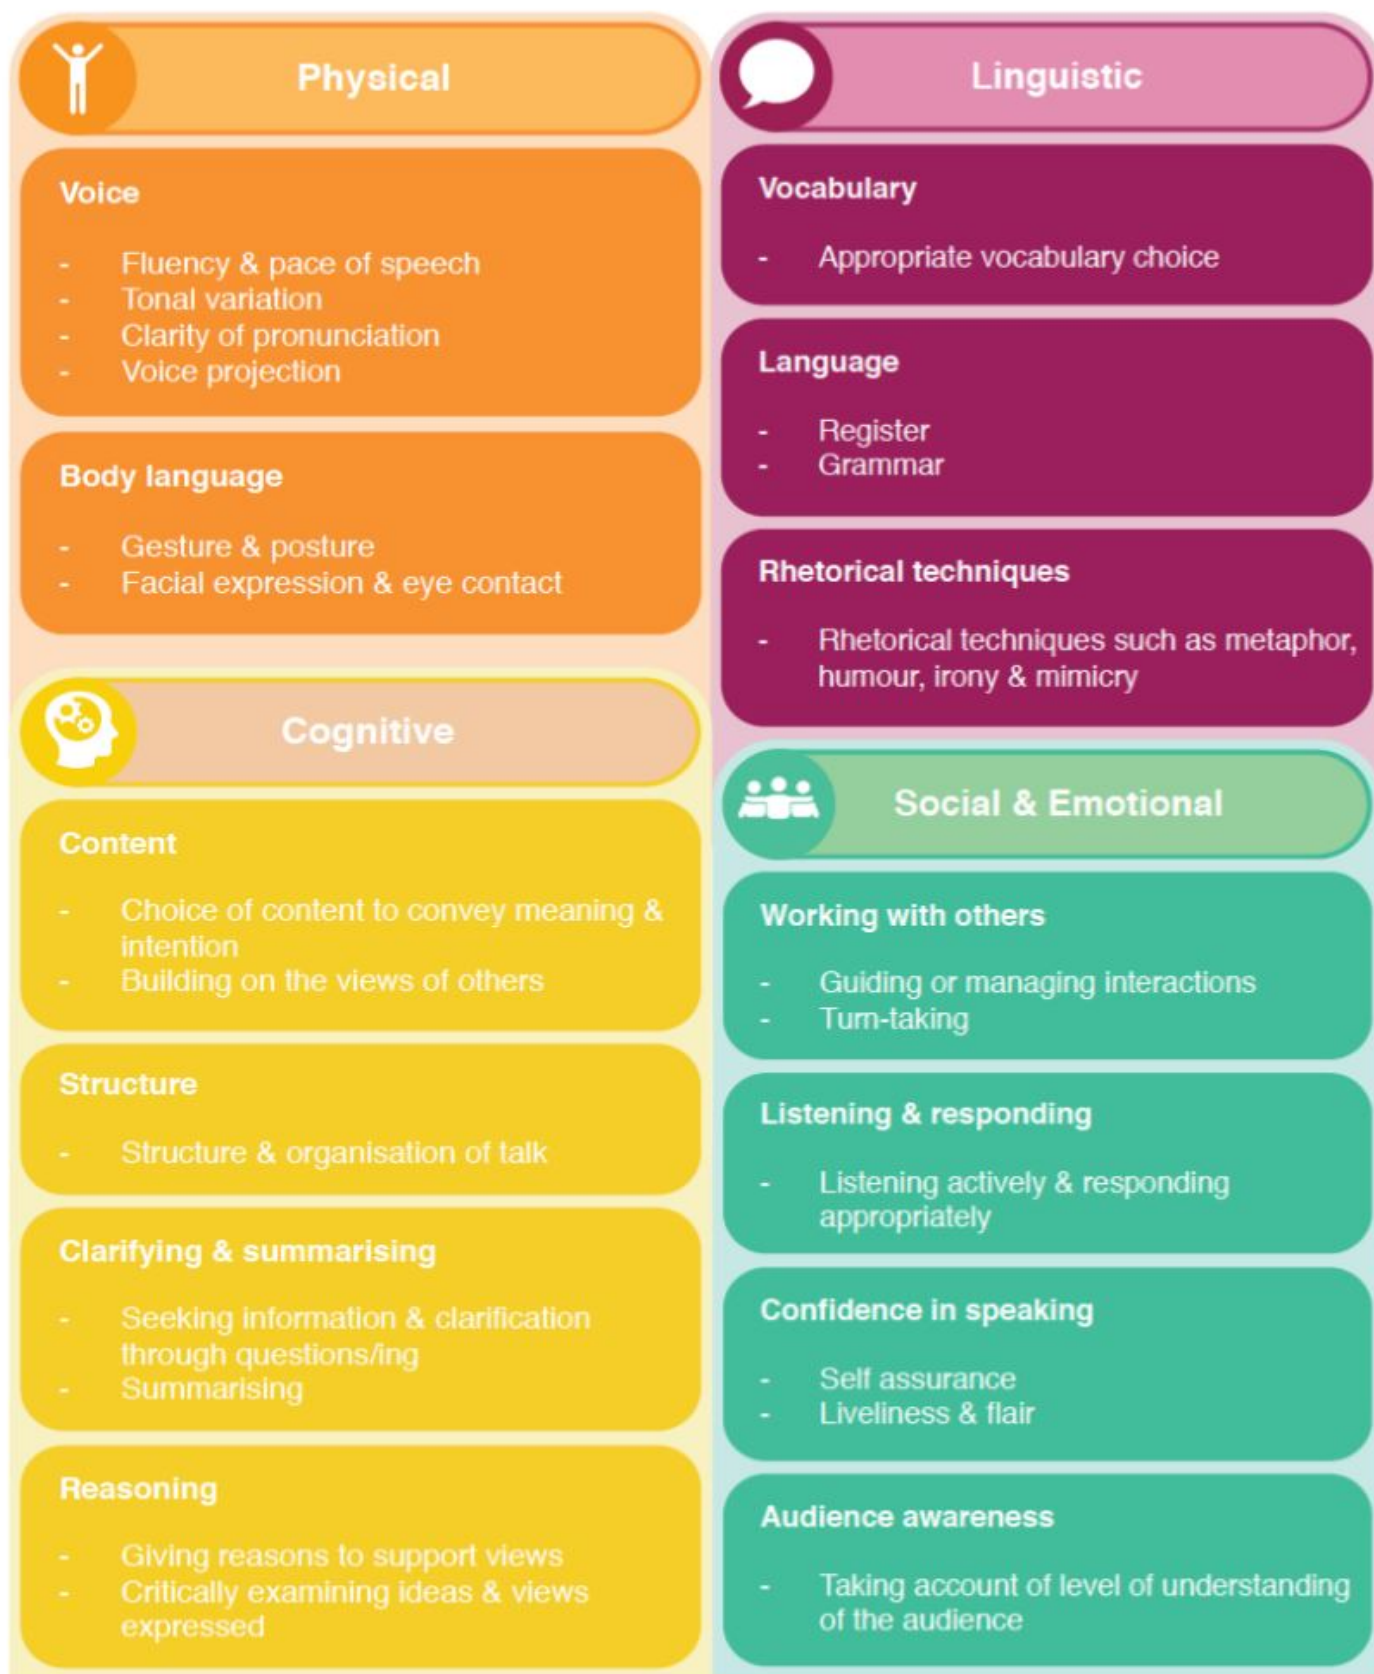 Physical
Voice
- Fluency & pace of speech
- Tonal variation
- Clarity of pronunciation
- Voice projection
Body language
- Gesture & posture
- Facial expression & eye contact
Cognitive
Content
- Choice of content to convey meaning &
intention
- Building on the views of others
Structure
- Structure & organisation of talk
Clarifying & summarising
- Seeking information & clarification
through questions/ing
- Summarising
Reasoning
- Giving reasons to support views
- Critically examining ideas & views
expressed
Linguistic
Vocabulary
- Appropriate vocabulary choice
Language
- Register
- Grammar
Rhetorical techniques
- Rhetorical techniques such as metaphor,
humour, irony & mimicry
Social & Emotional
Working with others
- Guiding or managing interactions
- Turn-taking
Listening & responding
- Listening actively & responding
appropriately
Confidence in speaking
- Self assurance
- Liveliness & flair
Audience awareness
- Taking account of level of understanding
of the audience